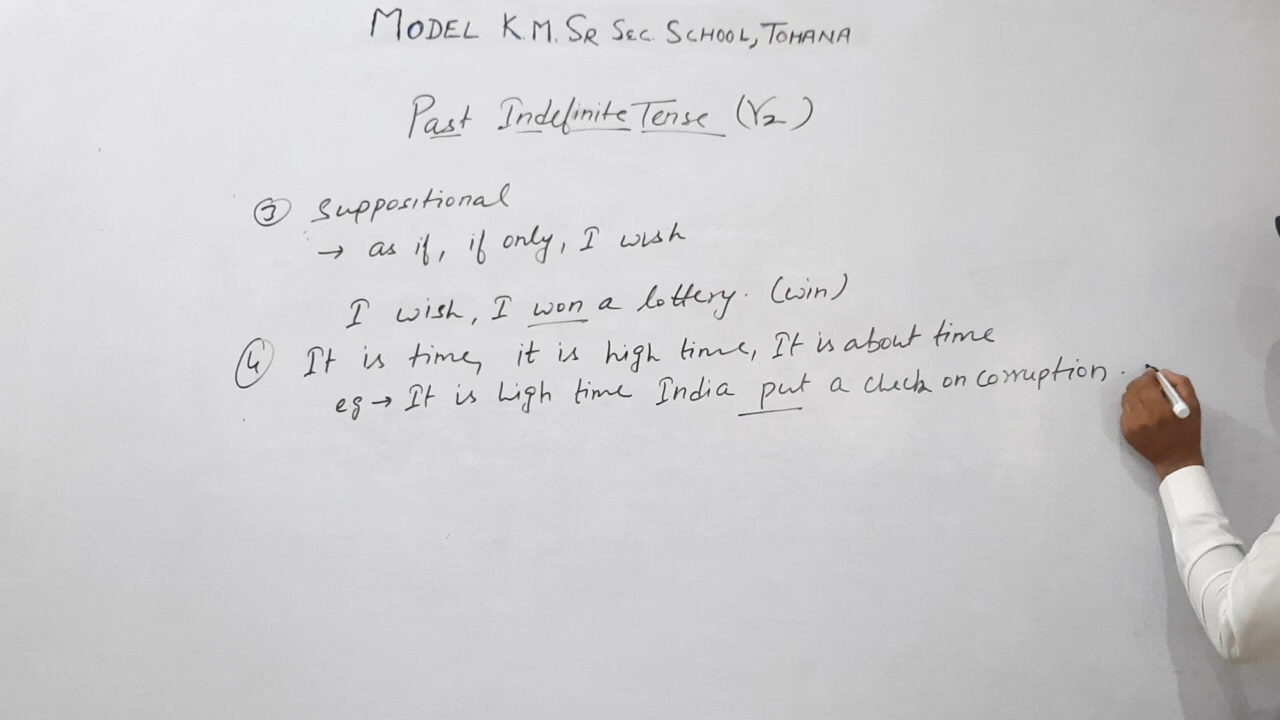 MODEL K.M. SR SEC. SCHOOL, TOHANA
Past Indefinite Tense (V2)
③ Suppositional
→ as if, if only, I wish
I wish, I won a lottery. (win)
④ It is time, it is high time, It is about time
eg → It is high time India put a check on corruption.